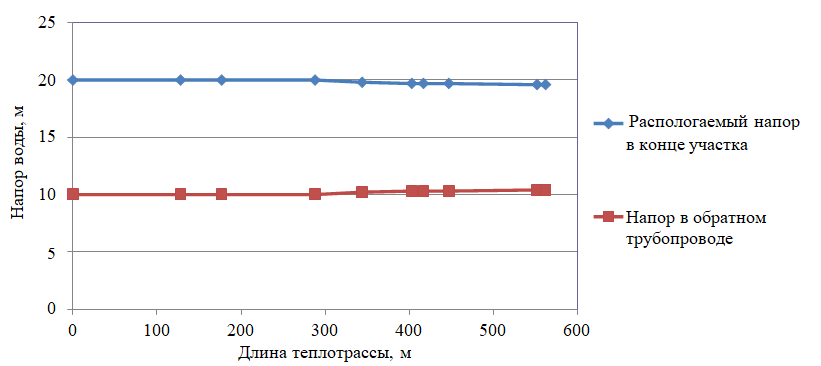 25
20
15
10
5
0
Напор воды, м
0 100 200 300 400 500 600
Длина теплотрассы, м
Распологаемый напор
в конце участка
Напор в обратном
трубопроводе